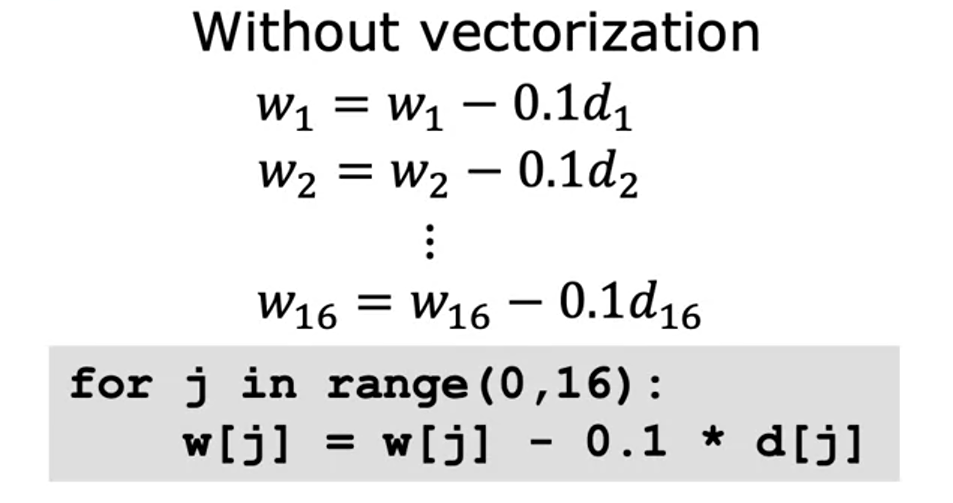 Without vectorization
w₁ = w₁ − 0.1d₁
w₂ = w₂ − 0.1d₂
⋮
w₁₆ = w₁₆ − 0.1d₁₆
for j in range(0,16):
    w[j] = w[j] - 0.1 * d[j]